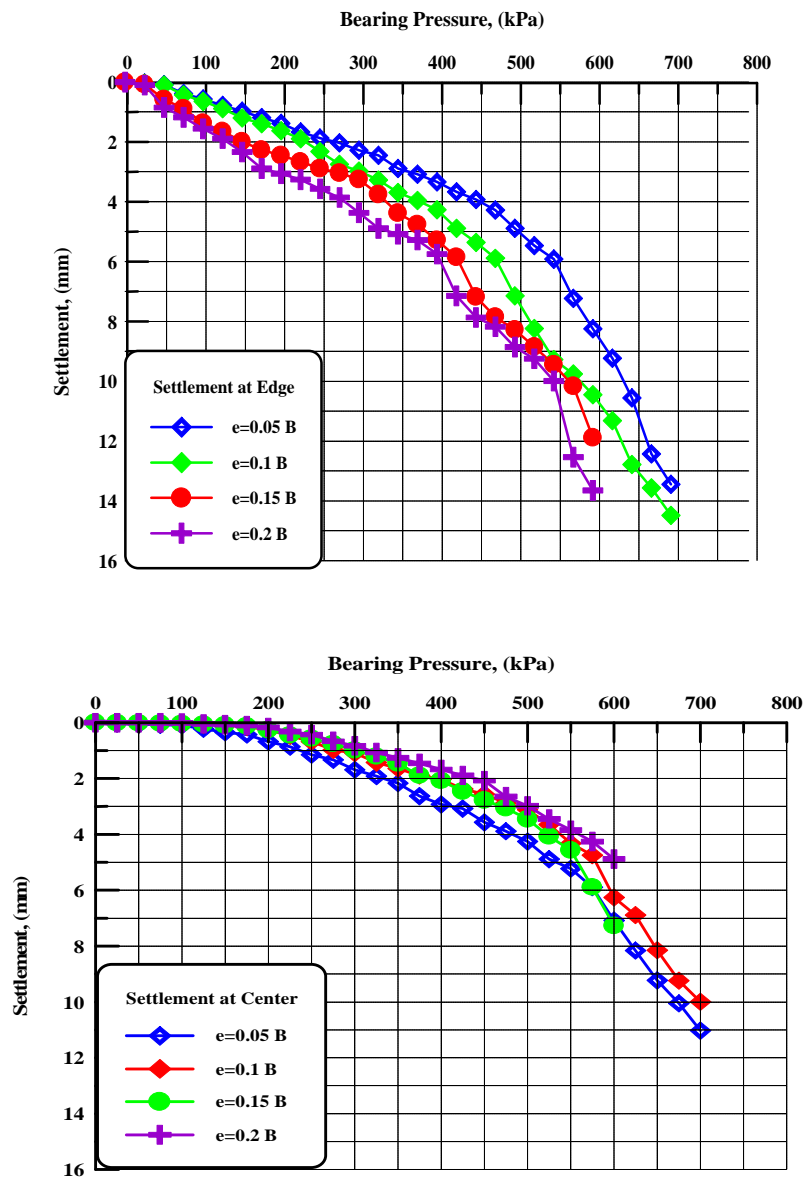 Bearing Pressure, (kPa)
0 100 200 300 400 500 600 700 800
0
2
4
6
8
10
12
14
16
Settlement, (mm)
Settlement at Edge
e=0.05 B
e=0.1 B
e=0.15 B
e=0.2 B
Bearing Pressure, (kPa)
0 100 200 300 400 500 600 700 800
0
2
4
6
8
10
12
14
16
Settlement, (mm)
Settlement at Center
e=0.05 B
e=0.1 B
e=0.15 B
e=0.2 B